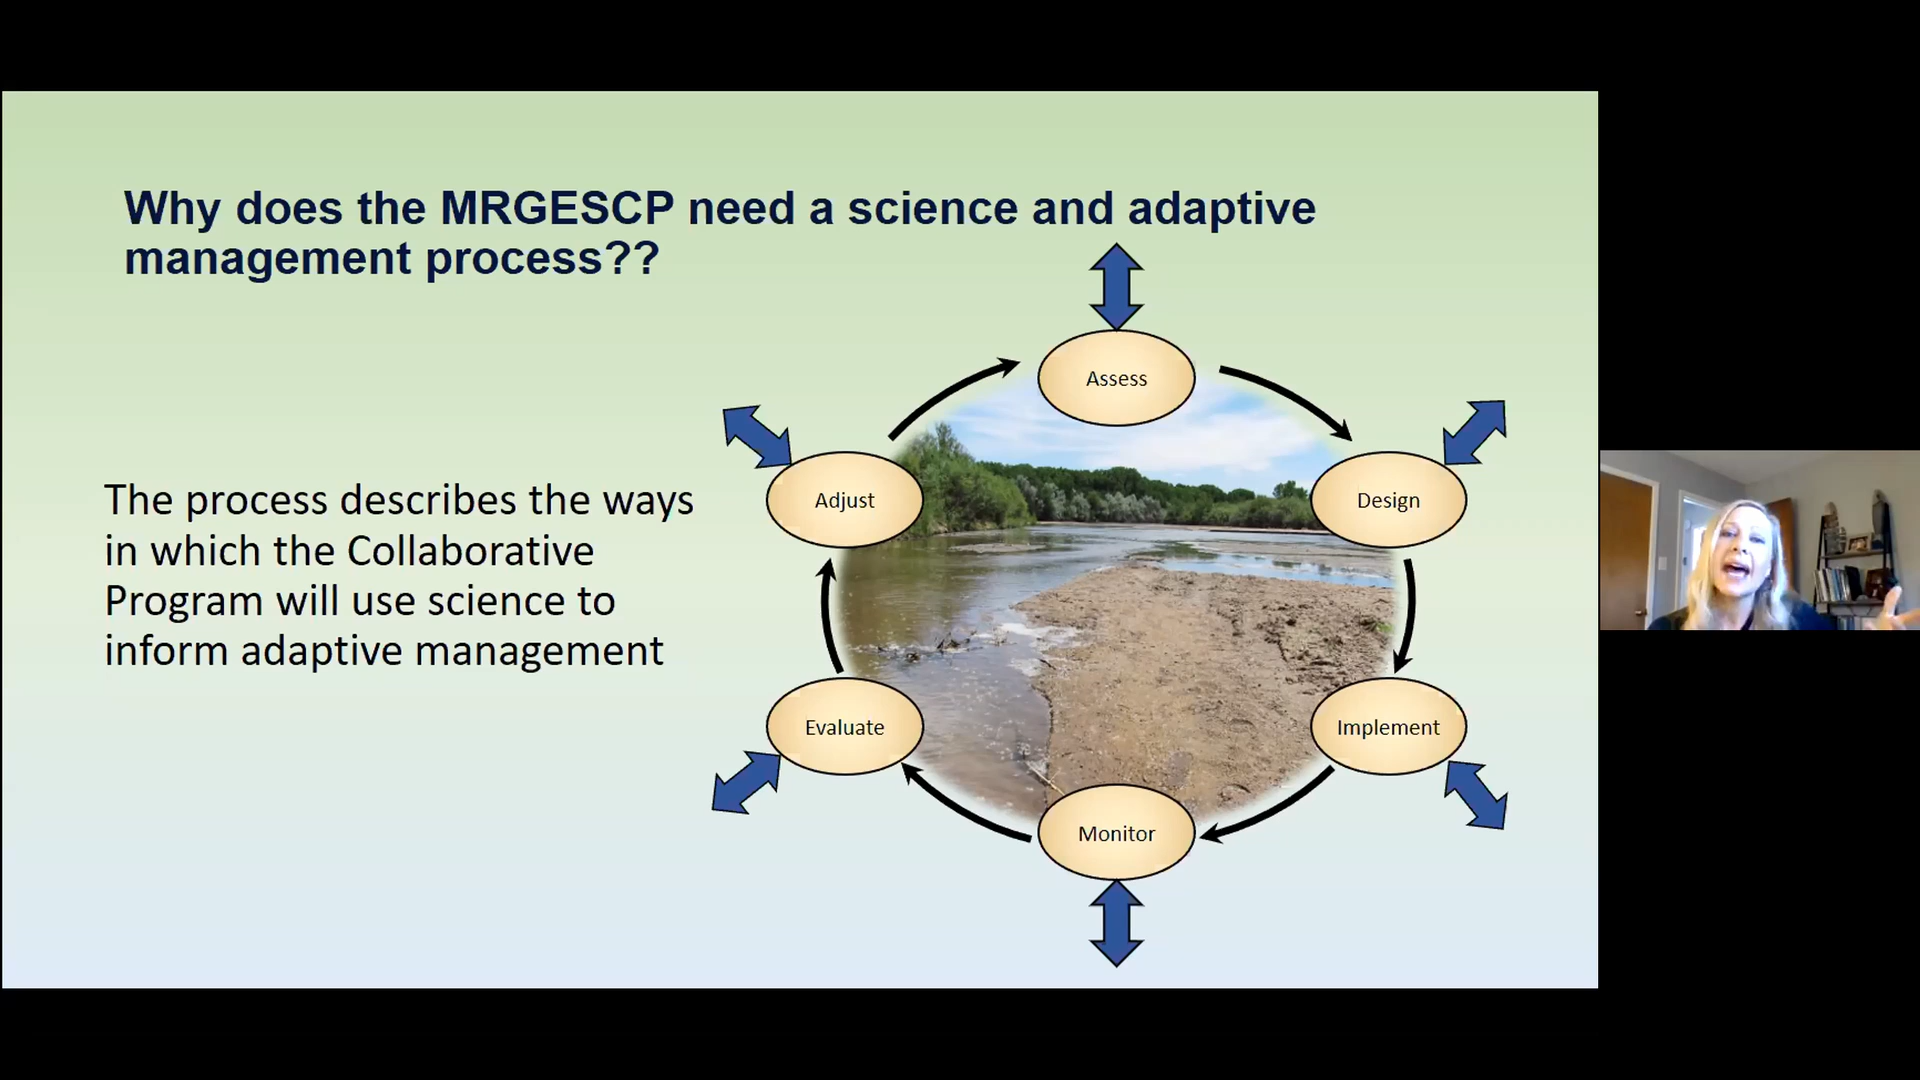 Why does the MRGESCP need a science and adaptive
management process??
The process describes the ways
in which the Collaborative
Program will use science to
inform adaptive management
Assess
Design
Implement
Monitor
Evaluate
Adjust